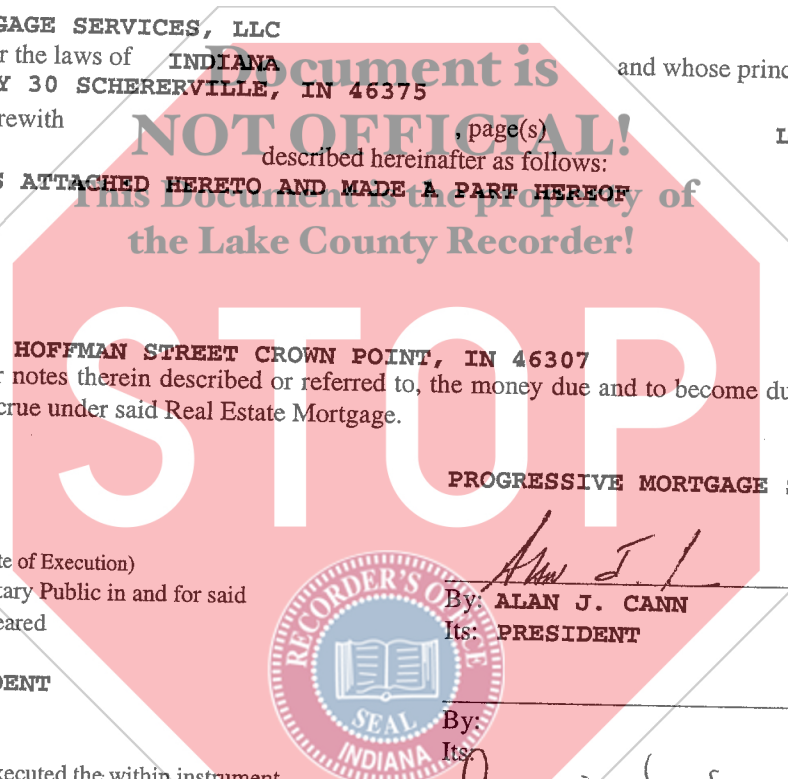 GAGE SERVICES, LLC
r the laws of INDIANA and whose princ
Y 30 SCHERERVILLE, IN 46375
Document is
rewith , page(s)
NOT OFFICIAL!
described hereinafter as follows:
S ATTACHED HERETO AND MADE A PART HEREOF
This Document is the property of
the Lake County Recorder!
STOP
HOFFMAN STREET CROWN POINT, IN 46307
r notes therein described or referred to, the money due and to become du
crue under said Real Estate Mortgage.
PROGRESSIVE MORTGAGE S
Alan J.
te of Execution)
tary Public in and for said
By: ALAN J. CANN
eared
Its: PRESIDENT
DENT
By:
Its:
RECORDER'S OFFICE
SEAL
INDIANA
xecuted the within instrument